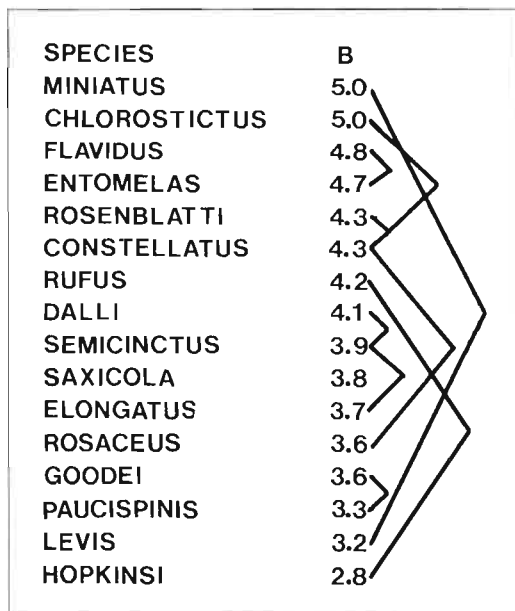 SPECIES B
MINIATUS 5.0
CHLOROSTICTUS 5.0
FLAVIDUS 4.8
ENTOMELAS 4.7
ROSENBLATTI 4.3
CONSTELLATUS 4.3
RUFUS 4.2
DALLI 4.1
SEMICINCTUS 3.9
SAXICOLA 3.8
ELONGATUS 3.7
ROSACEUS 3.6
GOODEI 3.6
PAUCISPINIS 3.3
LEVIS 3.2
HOPKINSI 2.8